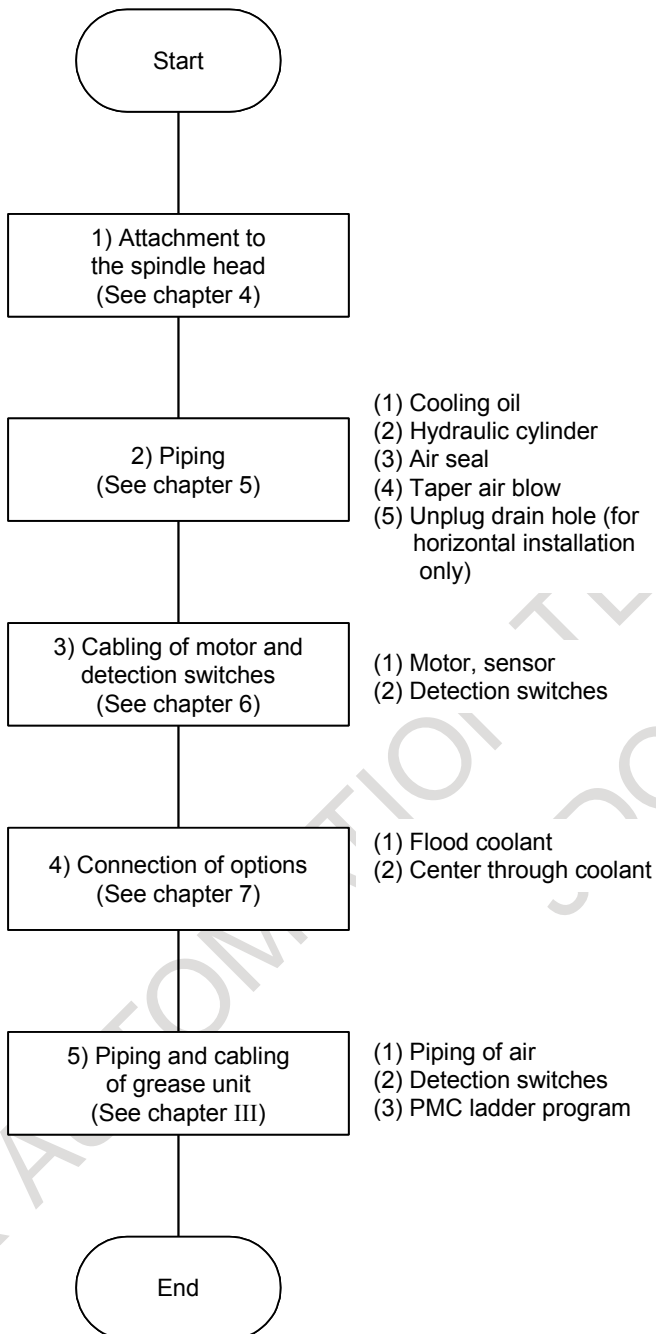 Start
1) Attachment to
the spindle head
(See chapter 4)
2) Piping
(See chapter 5)
(1) Cooling oil
(2) Hydraulic cylinder
(3) Air seal
(4) Taper air blow
(5) Unplug drain hole (for
horizontal installation
only)
3) Cabling of motor and
detection switches
(See chapter 6)
(1) Motor, sensor
(2) Detection switches
4) Connection of options
(See chapter 7)
(1) Flood coolant
(2) Center through coolant
5) Piping and cabling
of grease unit
(See chapter III)
(1) Piping of air
(2) Detection switches
(3) PMC ladder program
End
AUTOMATION